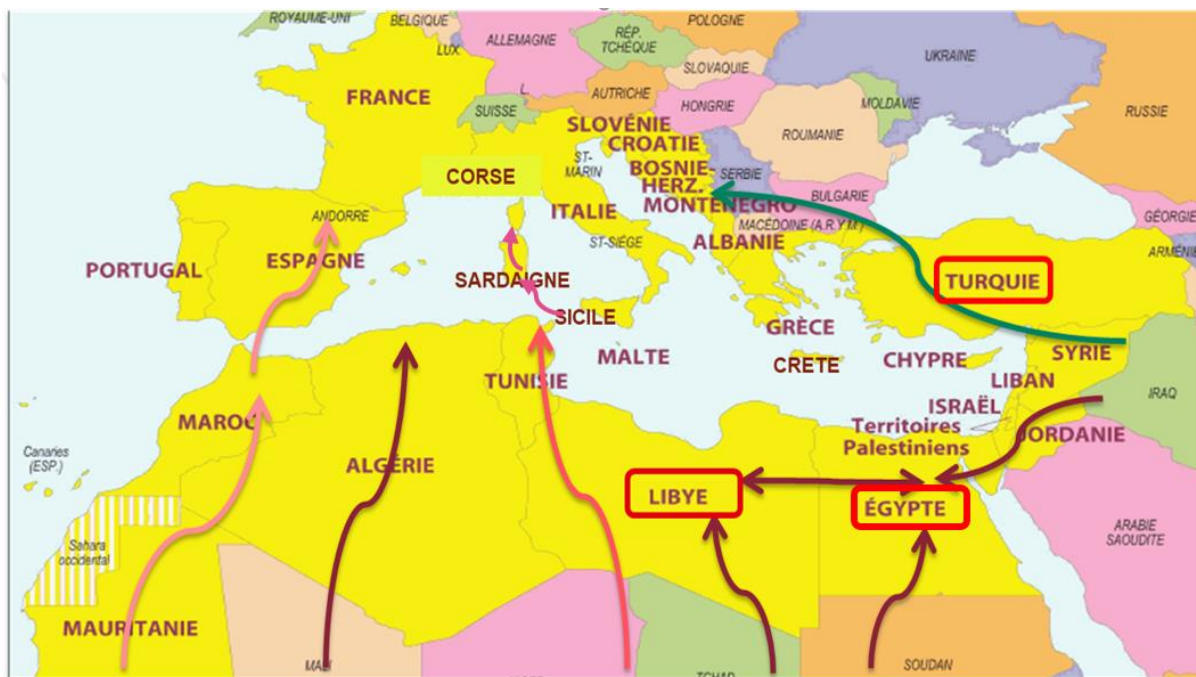 ROYAUME-UNI
BELGIQUE
POLOGNE
ALLEMAGNE
RÉP.
TCHÈQUE
LUX.
UKRAINE
SLOVAQUIE
FRANCE
L.
AUTRICHE
MOLDAVIE
SUISSE
HONGRIE
RUSSIE
SLOVÉNIE
CROATIE
ROUMANIE
ST-
MARIN
BOSNIE-
HERZ.
SERBIE
CORSE
MONTÉNÉGRO
BULGARIE
ANDORRE
ITALIE
GÉORGIE
MACÉDOINE (A.R.Y.M.)
ST-SIÈGE
ALBANIE
ARMÉNIE
PORTUGAL
ESPAGNE
SARDAIGNE
TURQUIE
SICILE
GRÈCE
MALTE
CRETE
CHYPRE
SYRIE
TUNISIE
LIBAN
IRAQ
MAROC
ISRAËL
Territoires
Palestiniens
JORDANIE
Canaries
(ESP.)
ALGÉRIE
LIBYE
ÉGYPTE
ARABIE
SAOUDITE
Sahara
occidental
MAURITANIE
MALI
SOUDAN
TCHAD